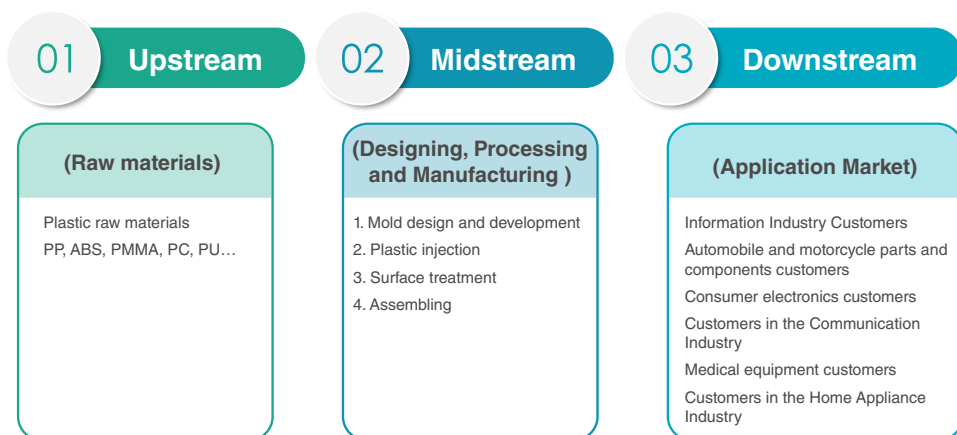 01 Upstream
(Raw materials)
Plastic raw materials
PP, ABS, PMMA, PC, PU…
02 Midstream
(Designing, Processing
and Manufacturing )
1. Mold design and development
2. Plastic injection
3. Surface treatment
4. Assembling
03 Downstream
(Application Market)
Information Industry Customers
Automobile and motorcycle parts and
components customers
Consumer electronics customers
Customers in the Communication
Industry
Medical equipment customers
Customers in the Home Appliance
Industry